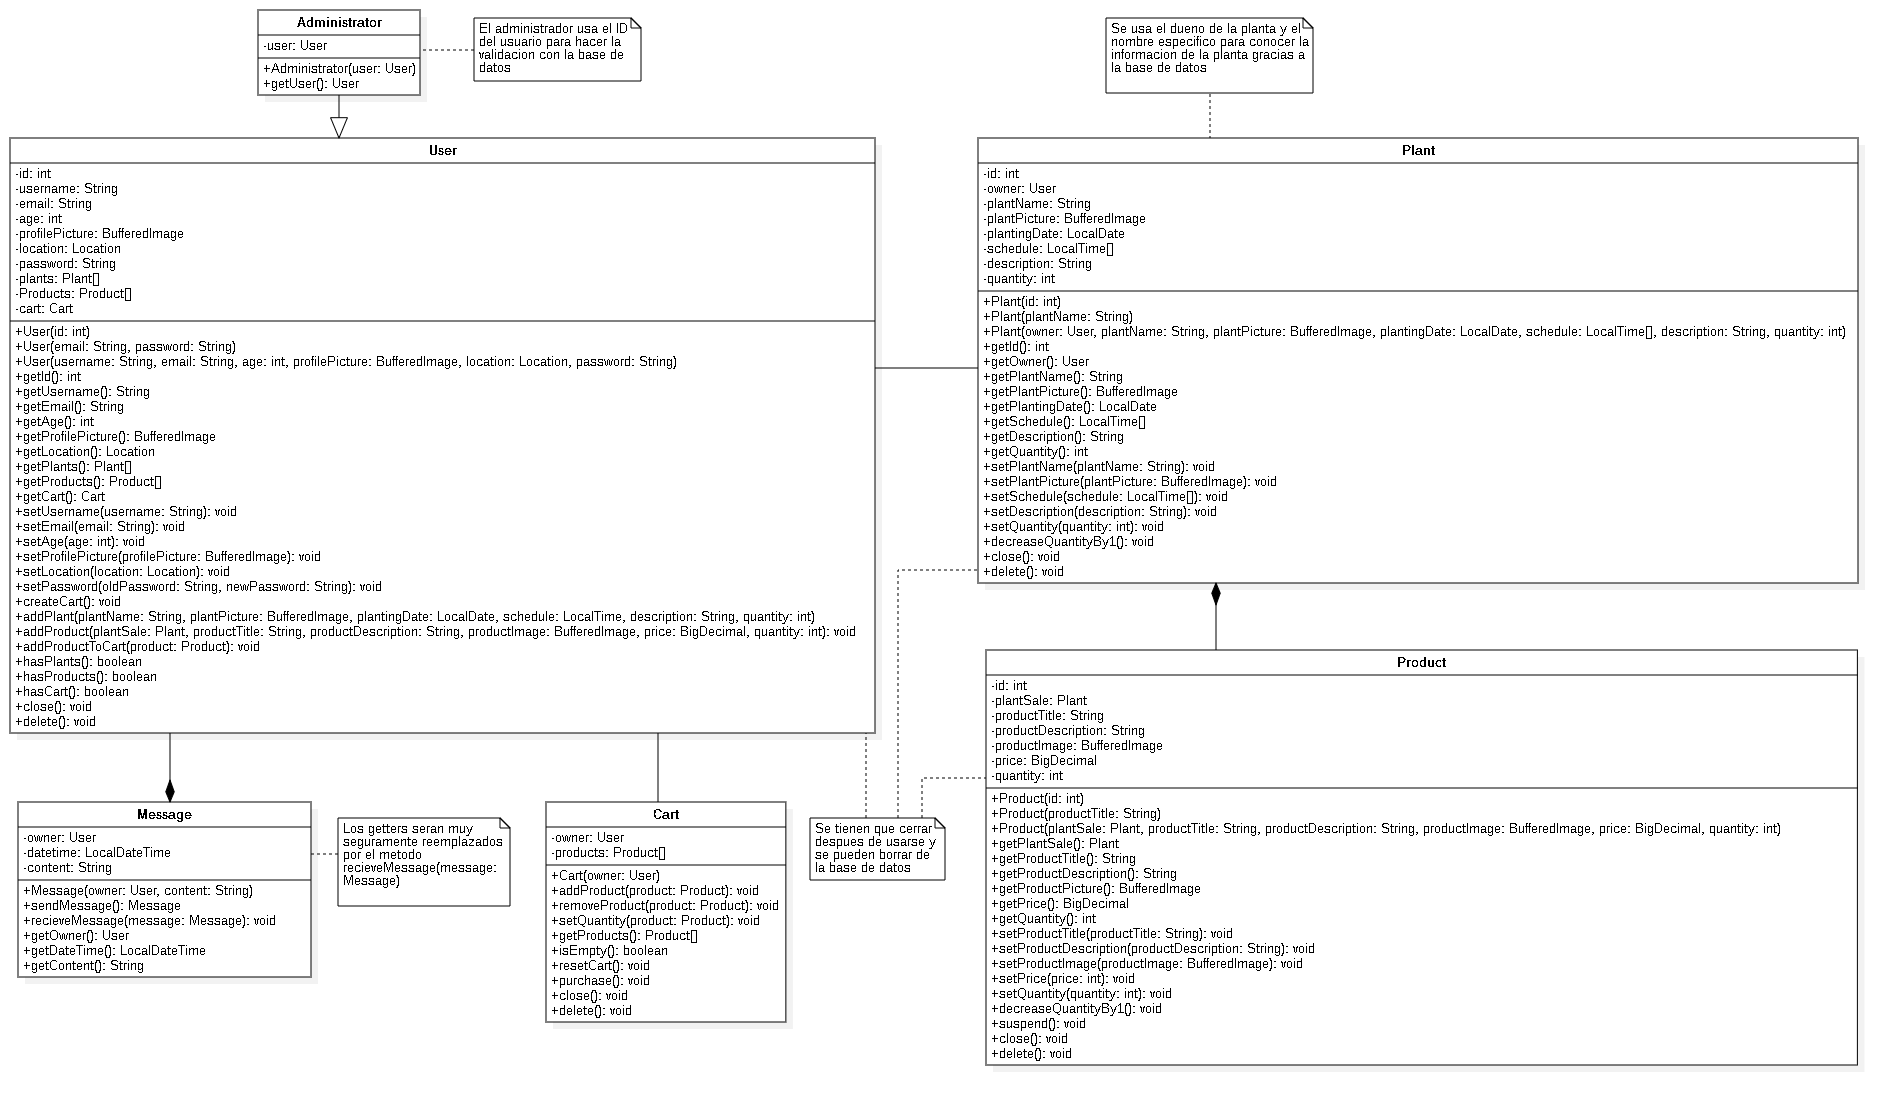 Administrator
-user: User
+Administrator(user: User)
+getUser(): User
El administrador usa el ID
del usuario para hacer la
validacion con la base de
datos
Se usa el dueno de la planta y el
nombre especifico para conocer la
informacion de la planta gracias a
la base de datos
User
-id: int
-username: String
-email: String
-age: int
-profilePicture: BufferedImage
-location: Location
-password: String
-plants: Plant[]
-Products: Product[]
-cart: Cart
+User(id: int)
+User(email: String, password: String)
+User(username: String, email: String, age: int, profilePicture: BufferedImage, location: Location, password: String)
+getId(): int
+getUsername(): String
+getEmail(): String
+getAge(): int
+getProfilePicture(): BufferedImage
+getLocation(): Location
+getPlants(): Plant[]
+getProducts(): Product[]
+getCart(): Cart
+setUsername(username: String): void
+setEmail(email: String): void
+setAge(age: int): void
+setProfilePicture(profilePicture: BufferedImage): void
+setLocation(location: Location): void
+setPassword(oldPassword: String, newPassword: String): void
+createCart(): void
+addPlant(plantName: String, plantPicture: BufferedImage, plantingDate: LocalDate, schedule: LocalTime, description: String, quantity: int)
+addProduct(plantSale: Plant, productTitle: String, productDescription: String, productImage: BufferedImage, price: BigDecimal, quantity: int): void
+addProductToCart(product: Product): void
+hasPlants(): boolean
+hasProducts(): boolean
+hasCart(): boolean
+close(): void
+delete(): void
Plant
-id: int
-owner: User
-plantName: String
-plantPicture: BufferedImage
-plantingDate: LocalDate
-schedule: LocalTime[]
-description: String
-quantity: int
+Plant(id: int)
+Plant(plantName: String)
+Plant(owner: User, plantName: String, plantPicture: BufferedImage, plantingDate: LocalDate, schedule: LocalTime[], description: String, quantity: int)
+getId(): int
+getOwner(): User
+getPlantName(): String
+getPlantPicture(): BufferedImage
+getPlantingDate(): LocalDate
+getSchedule(): LocalTime[]
+getDescription(): String
+getQuantity(): int
+setPlantName(plantName: String): void
+setPlantPicture(plantPicture: BufferedImage): void
+setSchedule(schedule: LocalTime[]): void
+setDescription(description: String): void
+setQuantity(quantity: int): void
+decreaseQuantityBy1(): void
+close(): void
+delete(): void
Message
-owner: User
-datetime: LocalDateTime
-content: String
+Message(owner: User, content: String)
+sendMessage(): Message
+recieveMessage(message: Message): void
+getOwner(): User
+getDateTime(): LocalDateTime
+getContent(): String
Los getters seran muy
seguramente reemplazados
por el metodo
recieveMessage(message:
Message)
Cart
-owner: User
-products: Product[]
+Cart(owner: User)
+addProduct(product: Product): void
+removeProduct(product: Product): void
+setQuantity(product: Product): void
+getProducts(): Product[]
+isEmpty(): boolean
+resetCart(): void
+purchase(): void
+close(): void
+delete(): void
Se tienen que cerrar
despues de usarse y
se pueden borrar de
la base de datos
Product
-id: int
-plantSale: Plant
-productTitle: String
-productDescription: String
-productImage: BufferedImage
-price: BigDecimal
-quantity: int
+Product(id: int)
+Product(productTitle: String)
+Product(plantSale: Plant, productTitle: String, productDescription: String, productImage: BufferedImage, price: BigDecimal, quantity: int)
+getPlantSale(): Plant
+getProductTitle(): String
+getProductDescription(): String
+getProductPicture(): BufferedImage
+getPrice(): BigDecimal
+getQuantity(): int
+setProductTitle(productTitle: String): void
+setProductDescription(productDescription: String): void
+setProductImage(productImage: BufferedImage): void
+setPrice(price: int): void
+setQuantity(quantity: int): void
+decreaseQuantityBy1(): void
+suspend(): void
+close(): void
+delete(): void